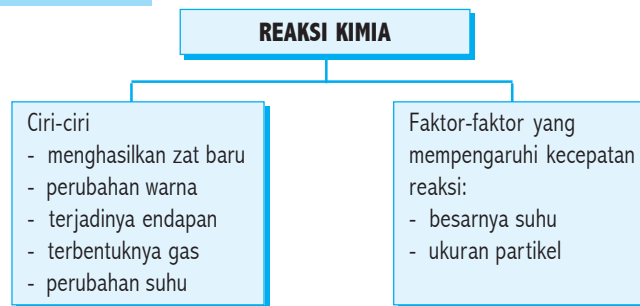 REAKSI KIMIA
Ciri-ciri
- menghasilkan zat baru
- perubahan warna
- terjadinya endapan
- terbentuknya gas
- perubahan suhu
Faktor-faktor yang
mempengaruhi kecepatan
reaksi:
- besarnya suhu
- ukuran partikel